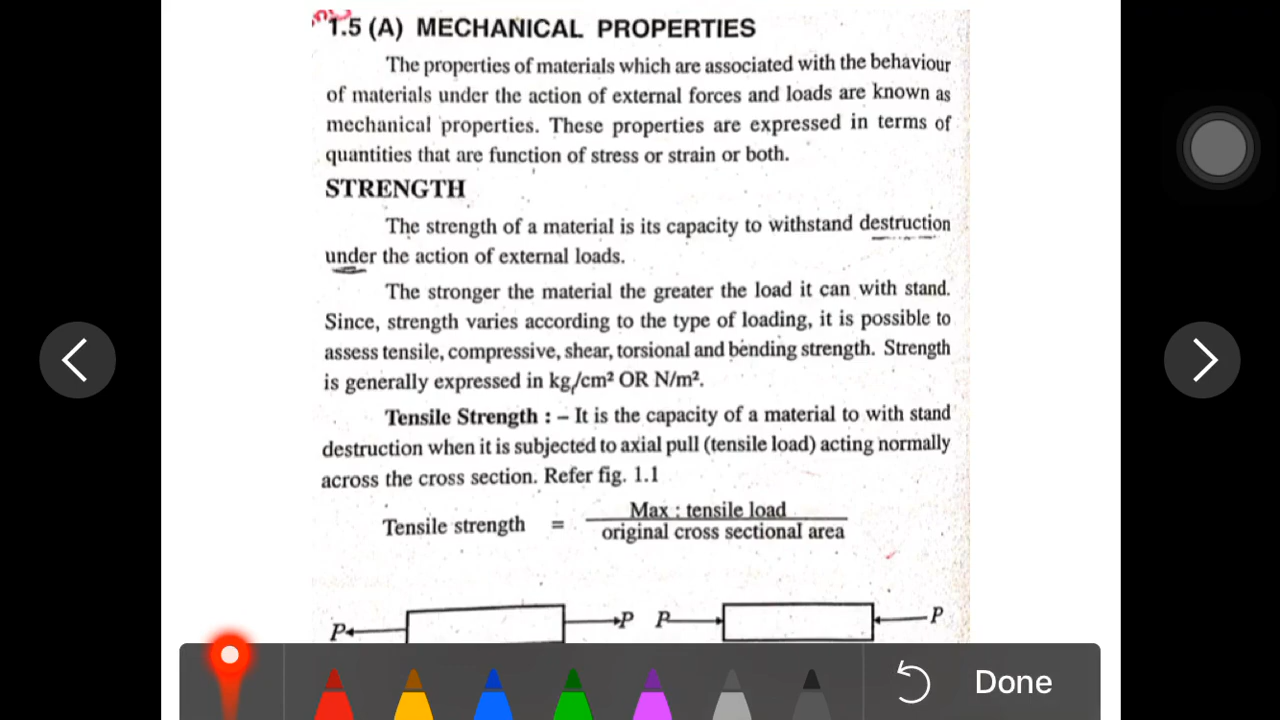 1.5 (A) MECHANICAL PROPERTIES
The properties of materials which are associated with the behaviour
of materials under the action of external forces and loads are known as
mechanical properties. These properties are expressed in terms of
quantities that are function of stress or strain or both.
STRENGTH
The strength of a material is its capacity to withstand destruction
under the action of external loads.
The stronger the material the greater the load it can with stand.
Since, strength varies according to the type of loading, it is possible to
assess tensile, compressive, shear, torsional and bending strength. Strength
is generally expressed in kg/cm² OR N/m².
Tensile Strength : – It is the capacity of a material to with stand
destruction when it is subjected to axial pull (tensile load) acting normally
across the cross section. Refer fig. 1.1
Tensile strength = Max : tensile load
original cross sectional area
P P P P
Done